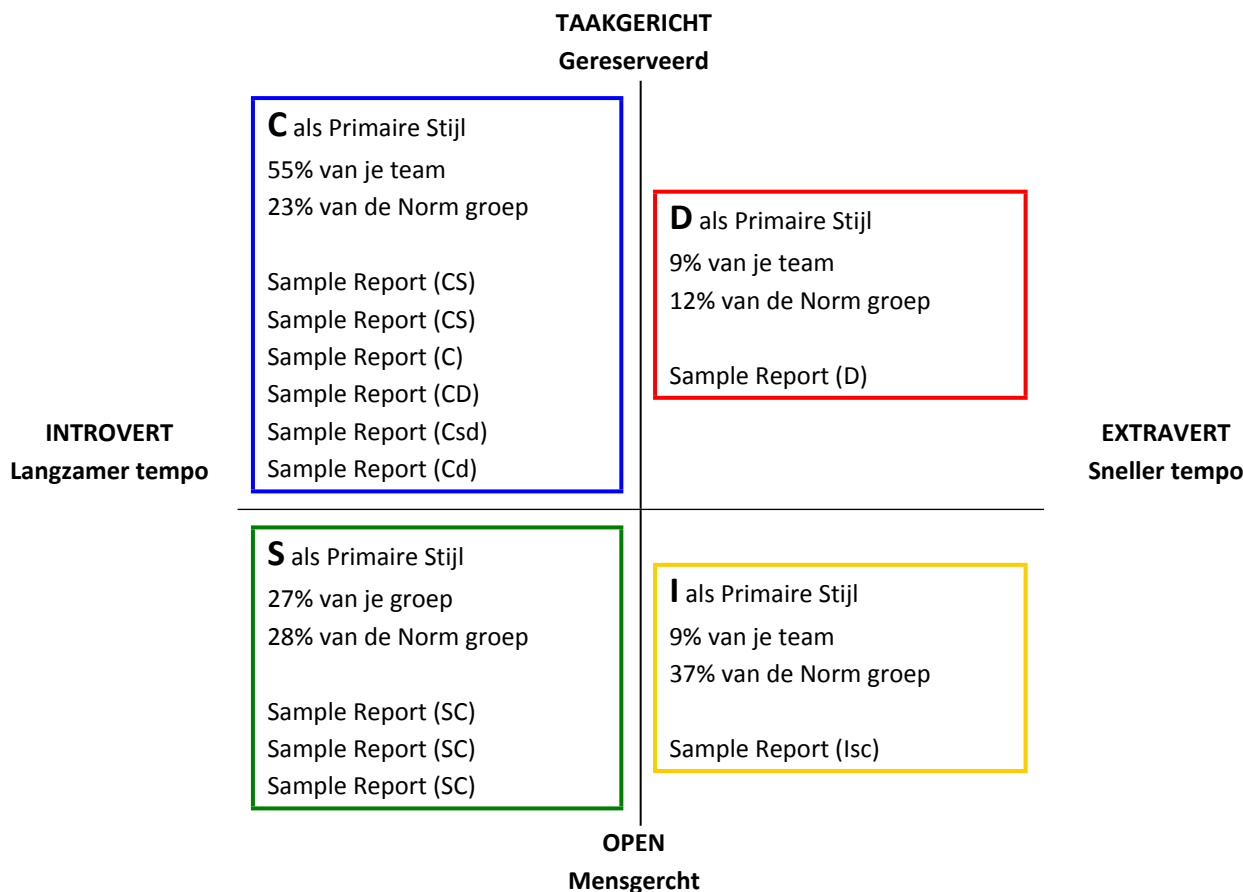 TAAKGERICHT
Gereserveerd
C als Primaire Stijl
55% van je team
23% van de Norm groep
Sample Report (CS)
Sample Report (CS)
Sample Report (C)
Sample Report (CD)
Sample Report (Csd)
Sample Report (Cd)
D als Primaire Stijl
9% van je team
12% van de Norm groep
Sample Report (D)
INTROVERT
Langzamer tempo
EXTRAVERT
Sneller tempo
S als Primaire Stijl
27% van je groep
28% van de Norm groep
Sample Report (SC)
Sample Report (SC)
Sample Report (SC)
I als Primaire Stijl
9% van je team
37% van de Norm groep
Sample Report (Isc)
OPEN
Mensgercht